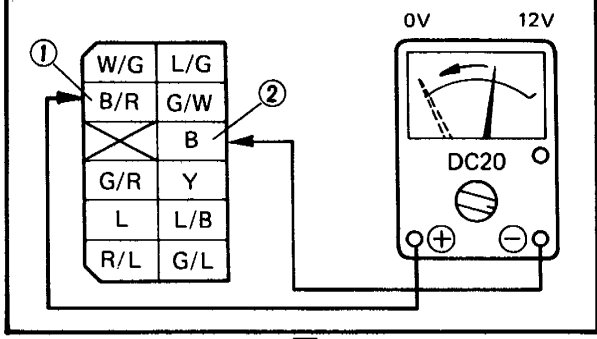 0V 12V
① W/G L/G
B/R G/W ②
B
G/R Y
L L/B
R/L G/L
DC20
⊕ ⊖